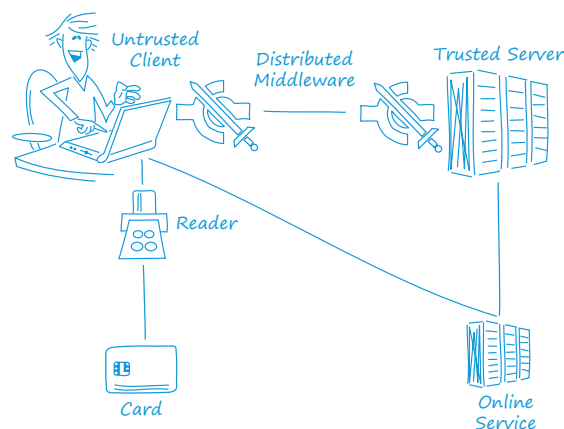 Untrusted
Client
Distributed
Middleware
Trusted Server
Reader
Card
Online
Service